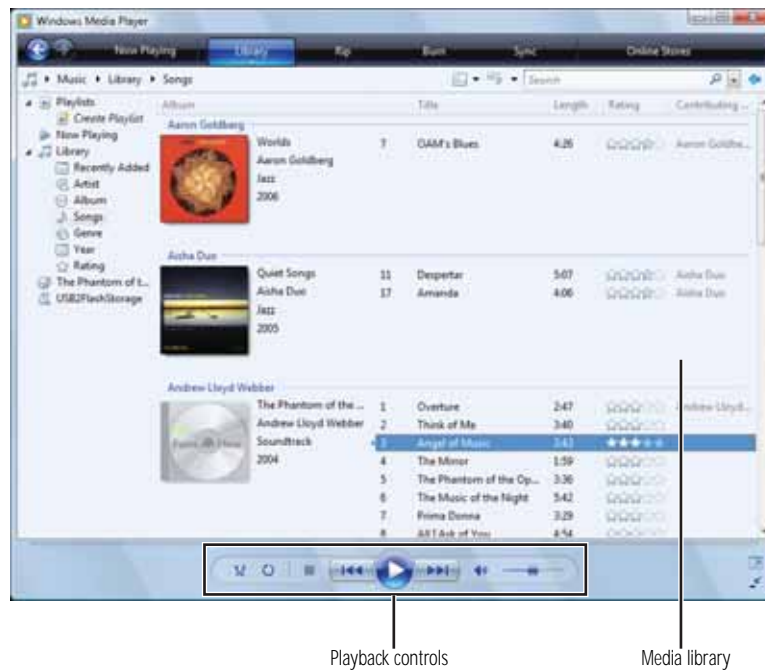 Windows Media Player
Now Playing Library Rip Burn Sync Online Stores
Music Library Songs Search
Playlists
Create Playlist
Now Playing
Library
Recently Added
Artist
Album
Songs
Genre
Year
Rating
The Phantom of t...
USB2FlashStorage
Album Title Length Rating Contributing ...
Aaron Goldberg
Worlds 7 OAM's Blues 4:26 Aaron Goldbe...
Aaron Goldberg
Jazz
2006
Aisha Duo
Quiet Songs 11 Despertar 5:07 Aisha Duo
Aisha Duo 17 Amanda 4:06 Aisha Duo
Jazz
2005
Andrew Lloyd Webber
The Phantom of the ... 1 Overture 2:47 Andrew Lloyd...
Andrew Lloyd Webber 2 Think of Me 3:40
Soundtrack 3 Angel of Music 2:43
2004 4 The Mirror 1:59
5 The Phantom of the Op... 3:36
6 The Music of the Night 5:42
7 Prima Donna 3:29
8 All I Ask of You 4:54
Playback controls
Media library